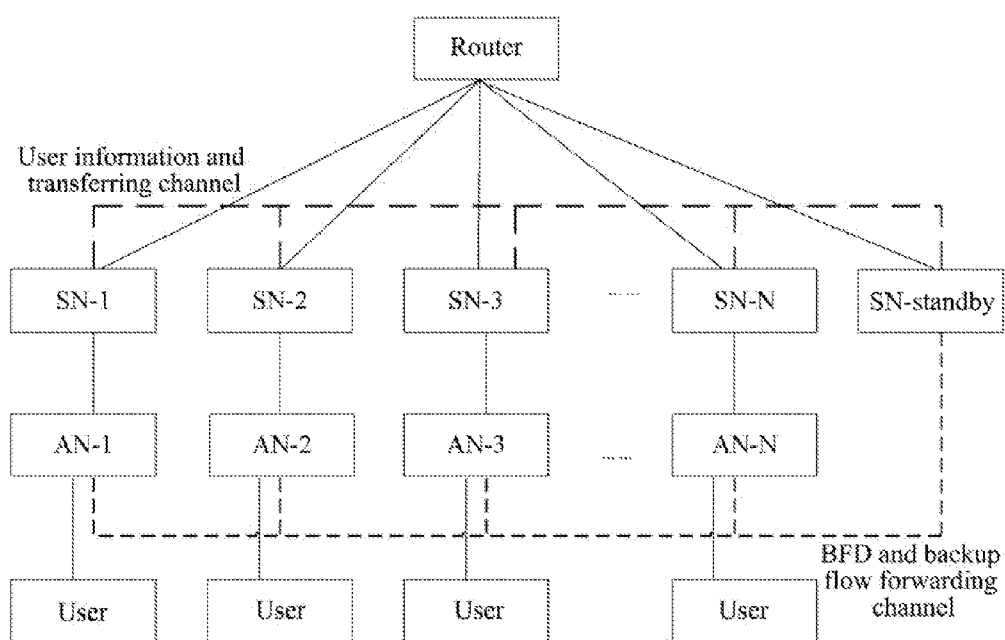 Router
User information and
transferring channel
SN-1
SN-2
SN-3
......
SN-N
SN-standby
AN-1
AN-2
AN-3
......
AN-N
BFD and backup
flow forwarding
channel
User
User
User
User